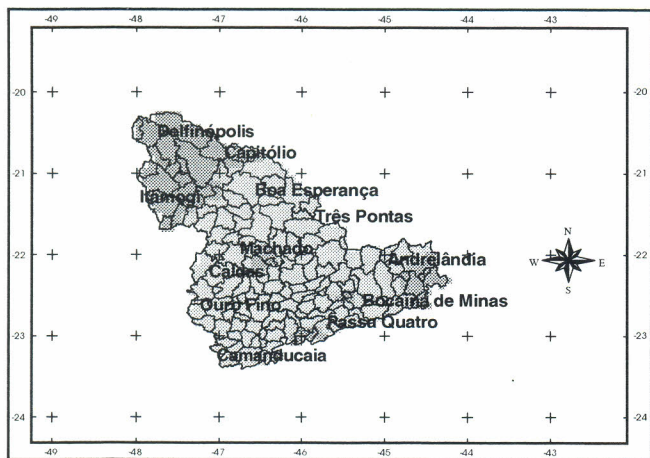 -49 -48 -47 -46 -45 -44 -43
-20 -20
Delfinópolis
Capitólio
-21 -21
Itamogi
Boa Esperança
Três Pontas
N
-22 -22
Machado
Andrelândia
W E
Caldas
S
Ouro Fino
Bocaina de Minas
Passa Quatro
-23 -23
Camanducaia
-24 -24
-49 -48 -47 -46 -45 -44 -43